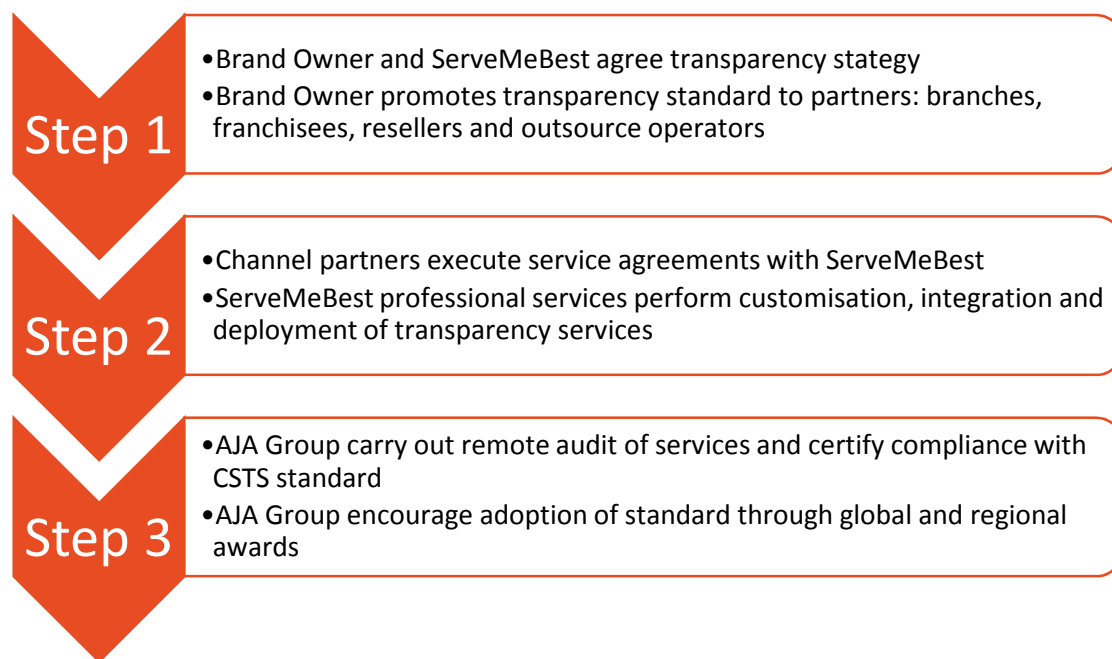 Step 1
•Brand Owner and ServeMeBest agree transparency stategy
•Brand Owner promotes transparency standard to partners: branches,
franchisees, resellers and outsource operators
Step 2
•Channel partners execute service agreements with ServeMeBest
•ServeMeBest professional services perform customisation, integration and
deployment of transparency services
Step 3
•AJA Group carry out remote audit of services and certify compliance with
CSTS standard
•AJA Group encourage adoption of standard through global and regional
awards